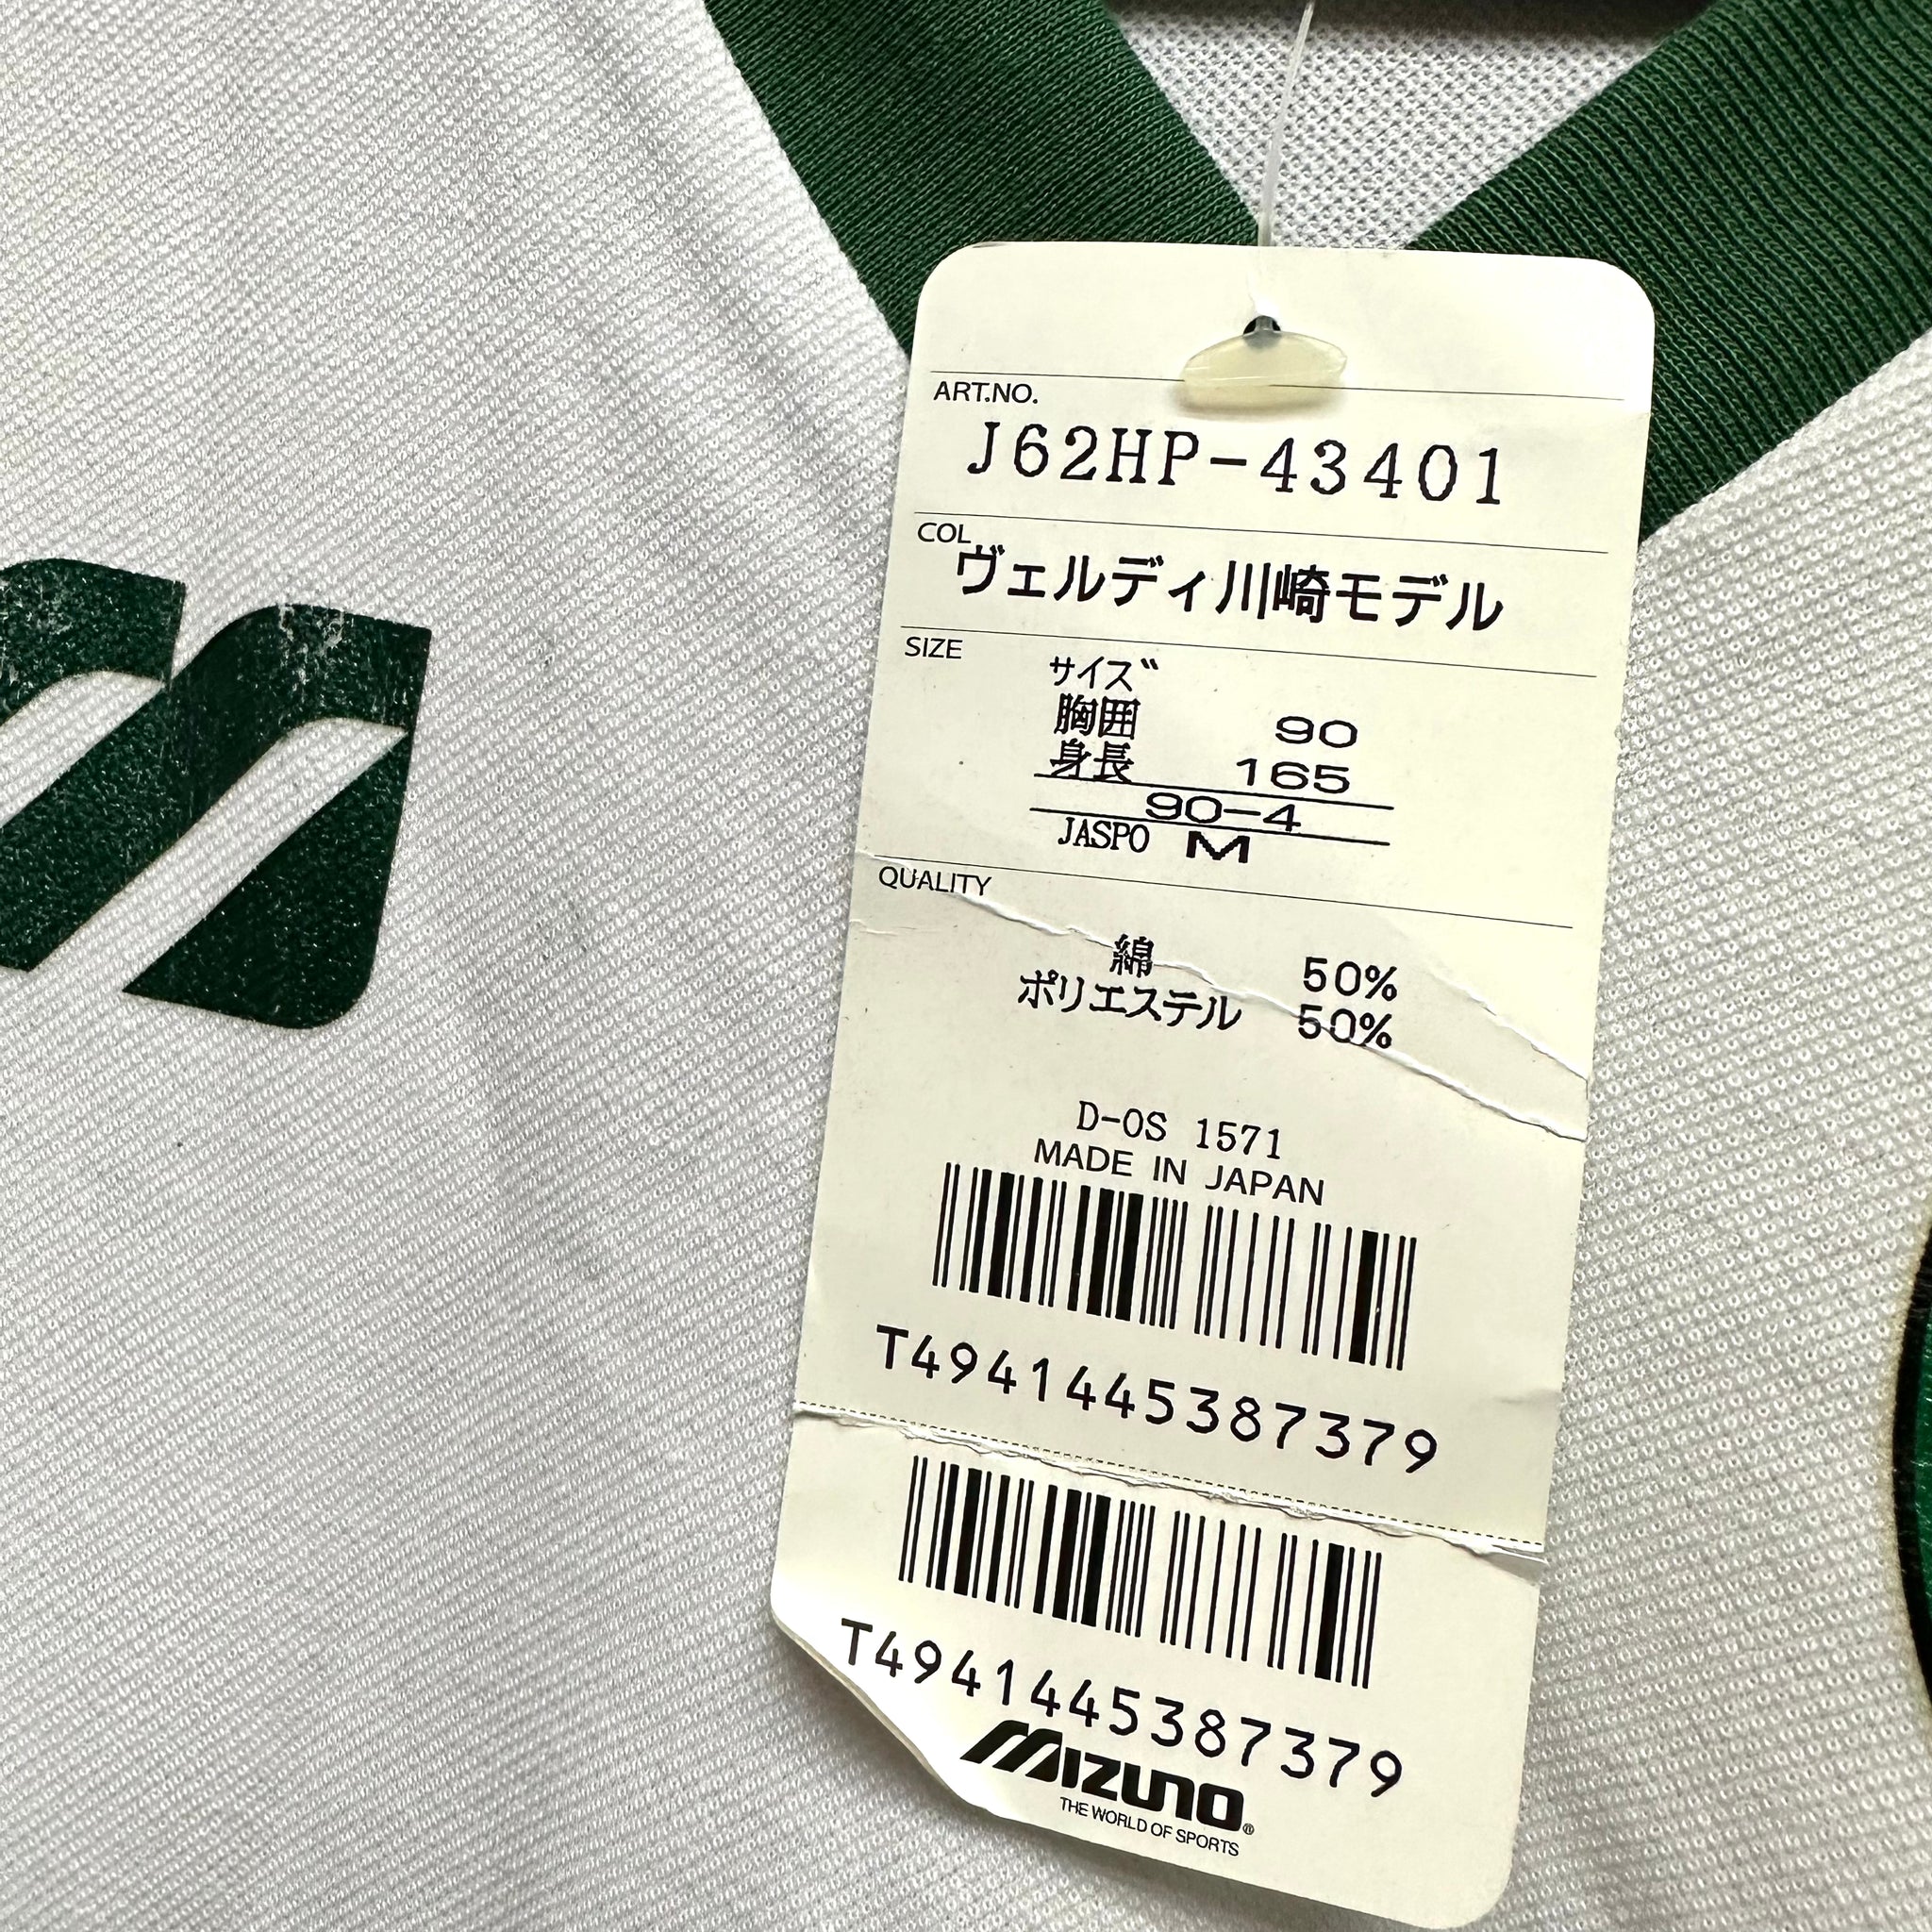 ART.NO.
J62HP-43401
COL
ヴェルディ川崎モデル
SIZE
サイズ
胸囲 90
身長 165
90-4
JASPO M
QUALITY
綿 50%
ポリエステル 50%
D-OS 1571
MADE IN JAPAN
T4941445387379
T4941445387379
MIZUNO®
THE WORLD OF SPORTS